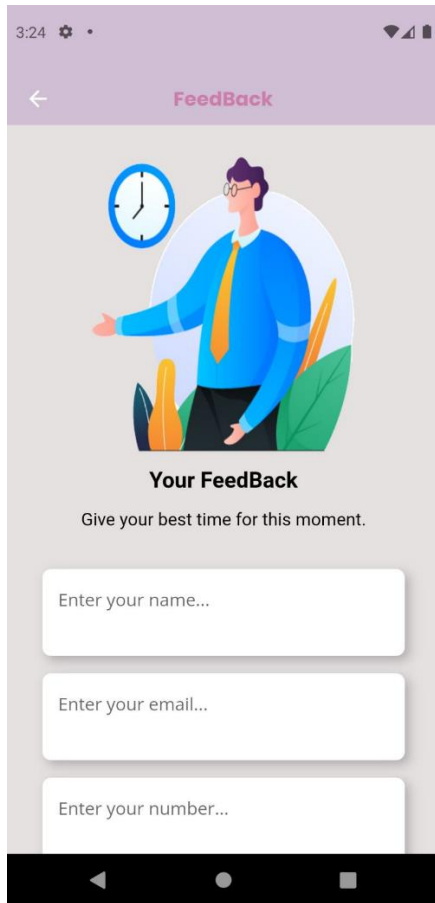 3:24
FeedBack
Your FeedBack
Give your best time for this moment.
Enter your name...
Enter your email...
Enter your number...